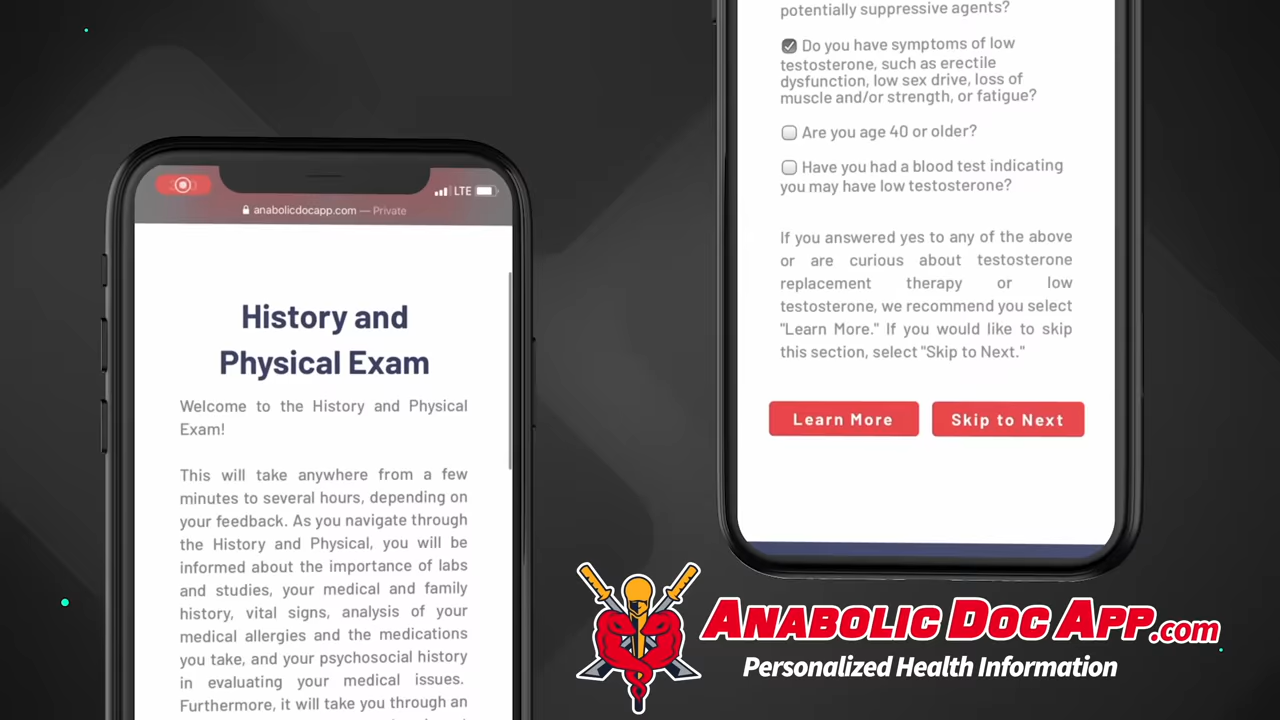 LTE
anabolicdocapp.com — Private
History and
Physical Exam
Welcome to the History and Physical
Exam!
This will take anywhere from a few
minutes to several hours, depending on
your feedback. As you navigate through
the History and Physical, you will be
informed about the importance of labs
and studies, your medical and family
history, vital signs, analysis of your
medical allergies and the medications
you take, and your psychosocial history
in evaluating your medical issues.
Furthermore, it will take you through an
potentially suppressive agents?
Do you have symptoms of low
testosterone, such as erectile
dysfunction, low sex drive, loss of
muscle and/or strength, or fatigue?
Are you age 40 or older?
Have you had a blood test indicating
you may have low testosterone?
If you answered yes to any of the above
or are curious about testosterone
replacement therapy or low
testosterone, we recommend you select
"Learn More." If you would like to skip
this section, select "Skip to Next."
Learn More
Skip to Next
Anabolic Doc App.com
Personalized Health Information